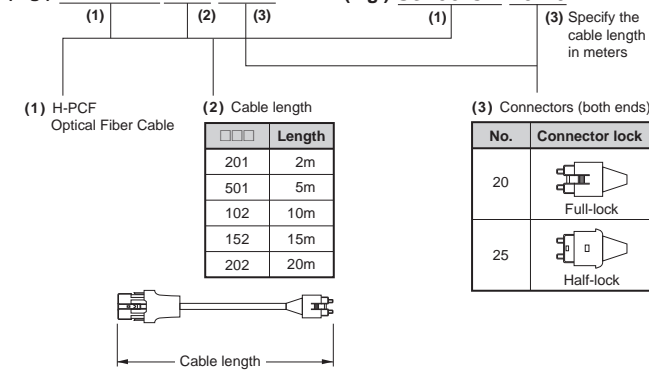 (1) (2) (3) (1) (3) Specify the
cable length
in meters
(1) H-PCF
Optical Fiber Cable
(2) Cable length
□□□ Length
201 2m
501 5m
102 10m
152 15m
202 20m
Cable length
(3) Connectors (both ends)
No. Connector lock
20
Full-lock
25
Half-lock